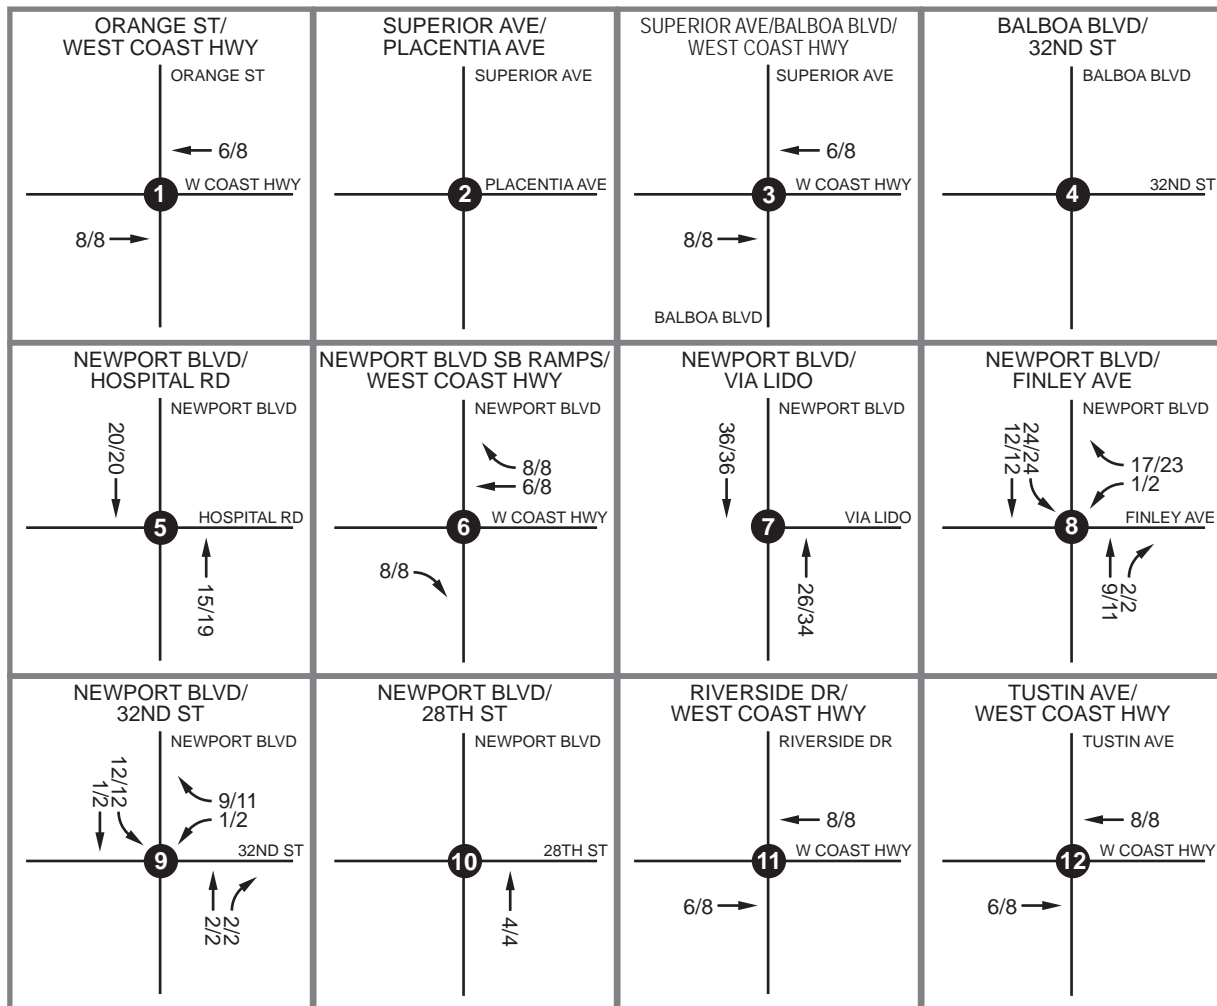 ORANGE ST/
WEST COAST HWY
ORANGE ST
6/8
W COAST HWY
1
8/8
SUPERIOR AVE/
PLACENTIA AVE
SUPERIOR AVE
PLACENTIA AVE
2
SUPERIOR AVE/BALBOA BLVD/
WEST COAST HWY
SUPERIOR AVE
6/8
W COAST HWY
3
8/8
BALBOA BLVD
BALBOA BLVD/
32ND ST
BALBOA BLVD
32ND ST
4
NEWPORT BLVD/
HOSPITAL RD
NEWPORT BLVD
20/20
HOSPITAL RD
5
15/19
NEWPORT BLVD SB RAMPS/
WEST COAST HWY
NEWPORT BLVD
8/8
6/8
W COAST HWY
6
8/8
NEWPORT BLVD/
VIA LIDO
NEWPORT BLVD
36/36
VIA LIDO
7
26/34
NEWPORT BLVD/
FINLEY AVE
NEWPORT BLVD
12/12
24/24
17/23
1/2
FINLEY AVE
8
9/11
2/2
NEWPORT BLVD/
32ND ST
NEWPORT BLVD
1/2
12/12
9/11
1/2
32ND ST
9
2/2
2/2
NEWPORT BLVD/
28TH ST
NEWPORT BLVD
28TH ST
10
4/4
RIVERSIDE DR/
WEST COAST HWY
RIVERSIDE DR
8/8
W COAST HWY
11
6/8
TUSTIN AVE/
WEST COAST HWY
TUSTIN AVE
8/8
W COAST HWY
12
6/8